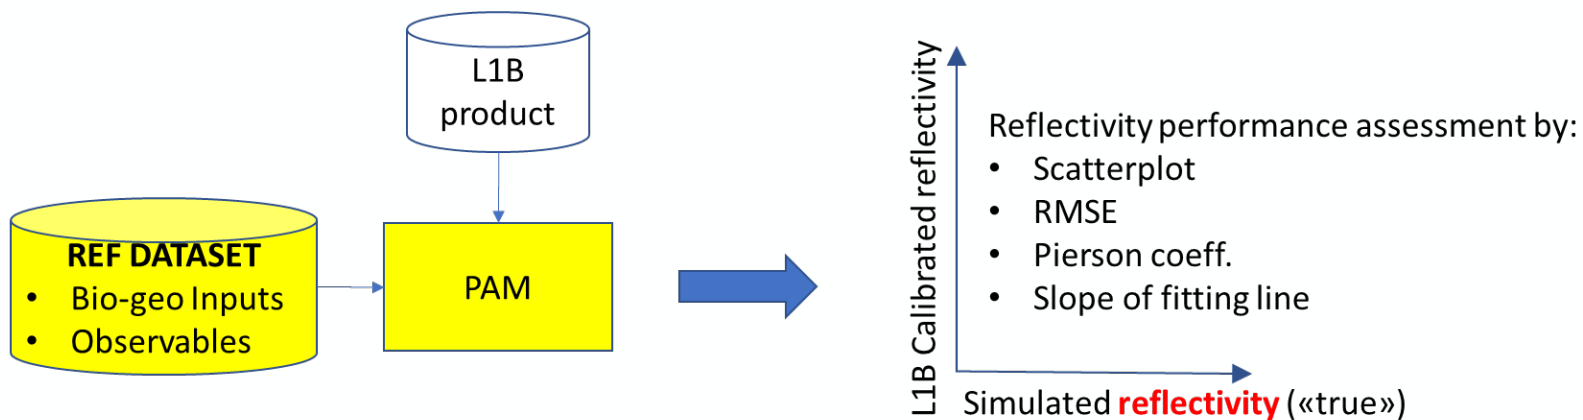 L1B
product
REF DATASET
• Bio-geo Inputs
• Observables
PAM
L1B Calibrated reflectivity
Reflectivity performance assessment by:
• Scatterplot
• RMSE
• Pierson coeff.
• Slope of fitting line
Simulated reflectivity («true»)